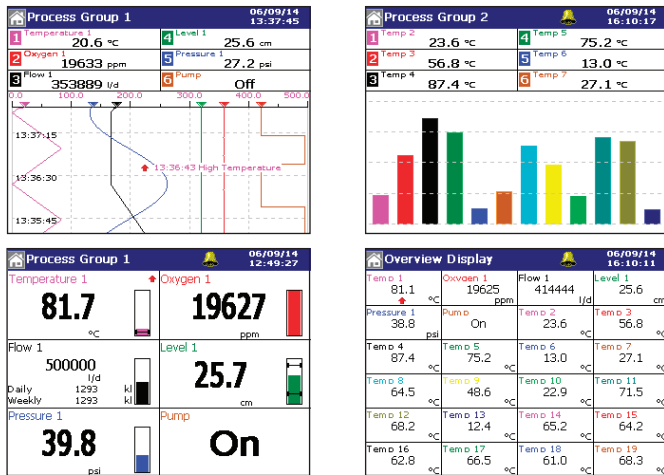 Process Group 1
06/09/14
13:37:45
1 Temperature 1 20.6 °C
4 Level 1 25.6 cm
2 Oxygen 1 19633 ppm
5 Pressure 1 27.2 psi
3 Flow 1 353889 l/d
6 Pump Off
0.0 100.0 200.0 300.0 400.0 500.0
13:37:15
13:36:43 High Temperature
13:36:30
13:35:45
Process Group 2
06/09/14
16:10:17
1 Temp 2 23.6 °C
4 Temp 5 75.2 °C
2 Temp 3 56.8 °C
5 Temp 6 13.0 °C
3 Temp 4 87.4 °C
6 Temp 7 27.1 °C
Process Group 1
06/09/14
12:49:27
Temperature 1
81.7
°C
Oxygen 1
19627
ppm
Flow 1
500000
l/d
Daily 1293 kl
Weekly 1293 kl
Level 1
25.7
cm
Pressure 1
39.8
psi
Pump
On
Overview Display
06/09/14
16:10:11
Temp 1 Oxygen 1 Flow 1 Level 1
81.1 19625 414444 25.6
°C ppm l/d cm
Pressure 1 Pump Temp 2 Temp 3
38.8 On 23.6 56.8
psi °C °C
Temp 4 Temp 5 Temp 6 Temp 7
87.4 75.2 13.0 27.1
°C °C °C °C
Temp 8 Temp 9 Temp 10 Temp 11
64.5 48.6 22.9 71.5
°C °C °C °C
Temp 12 Temp 13 Temp 14 Temp 15
68.2 12.4 65.2 64.2
°C °C °C °C
Temp 16 Temp 17 Temp 18 Temp 19
62.8 66.5 61.0 68.3
°C °C °C °C